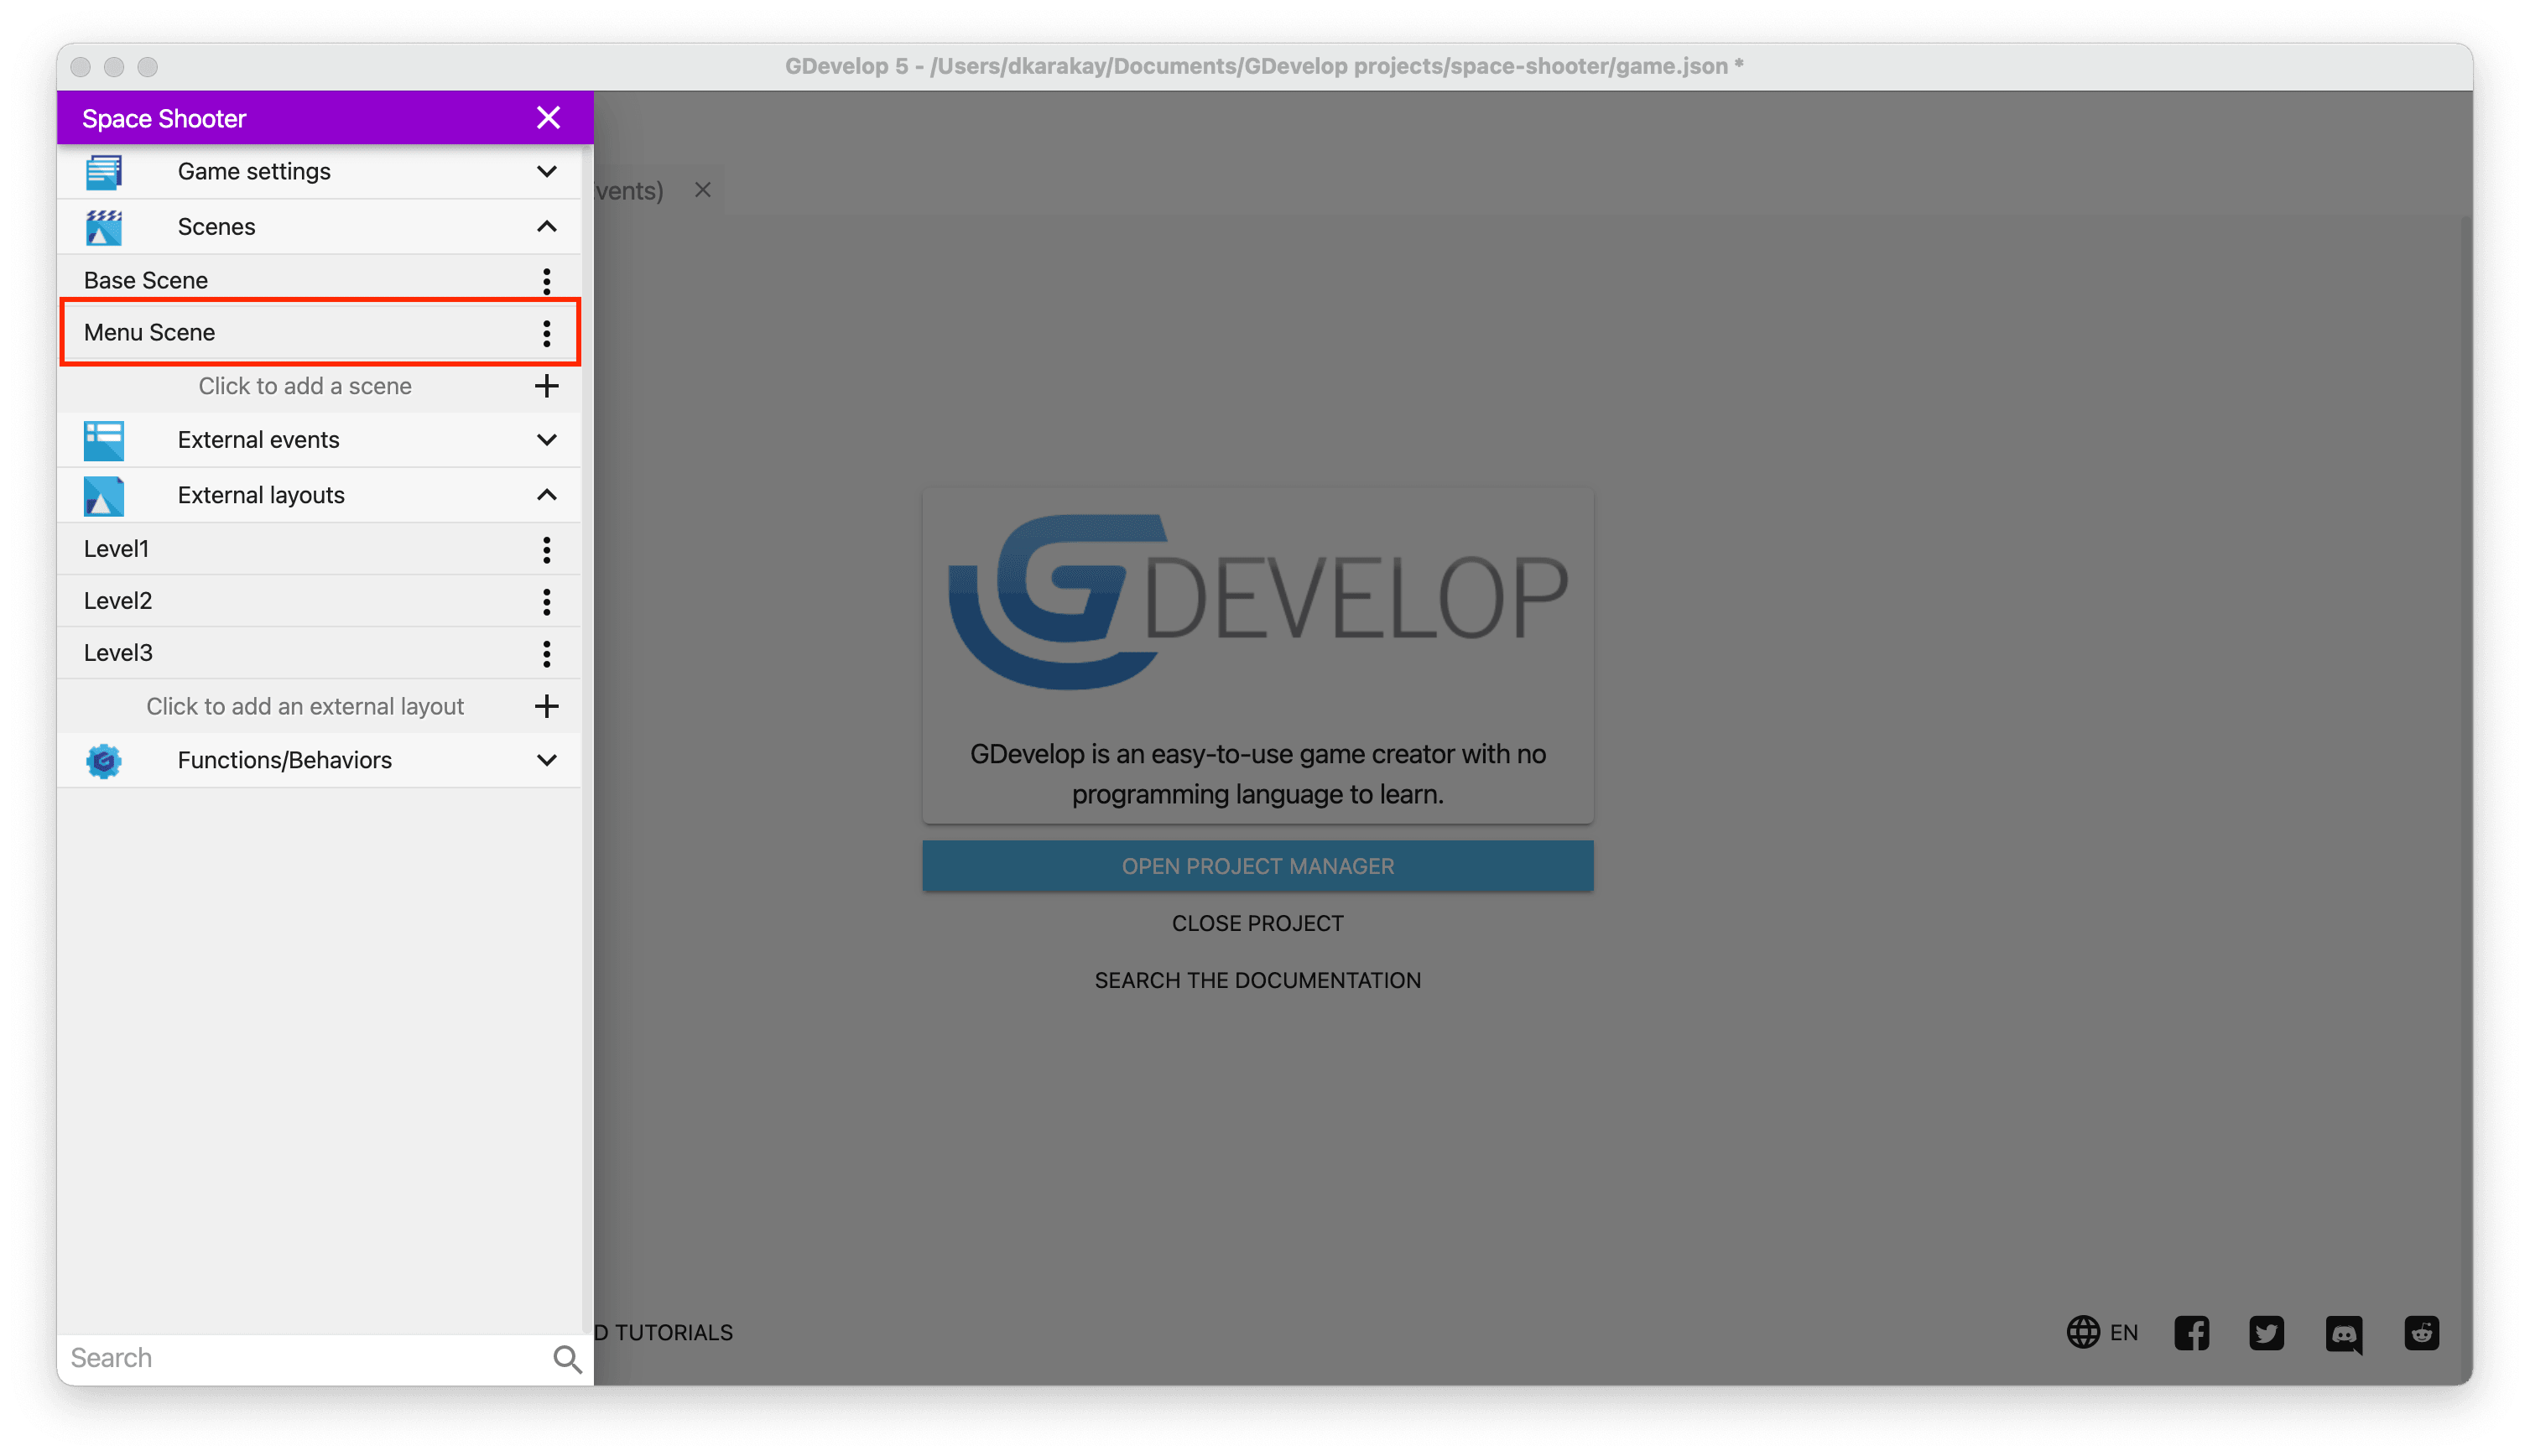 GDevelop 5 - /Users/dkarakay/Documents/GDevelop projects/space-shooter/game.json *
Space Shooter
Game settings
vents)
Scenes
Base Scene
Menu Scene
Click to add a scene
External events
External layouts
Level1
Level2
Level3
Click to add an external layout
Functions/Behaviors
GDEVELOP
GDevelop is an easy-to-use game creator with no
programming language to learn.
OPEN PROJECT MANAGER
CLOSE PROJECT
SEARCH THE DOCUMENTATION
D TUTORIALS
EN
Search